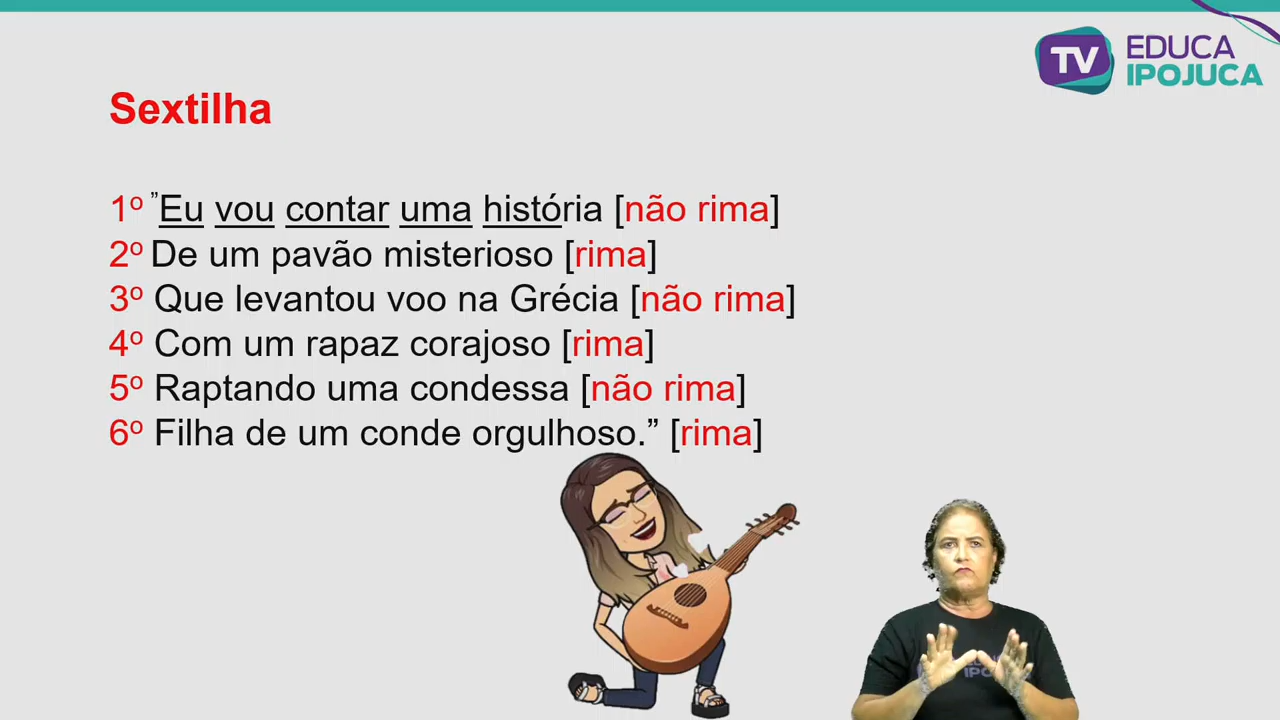 TV EDUCA
IPOJUCA
Sextilha
1º ”Eu vou contar uma história [não rima]
2º De um pavão misterioso [rima]
3º Que levantou voo na Grécia [não rima]
4º Com um rapaz corajoso [rima]
5º Raptando uma condessa [não rima]
6º Filha de um conde orgulhoso.” [rima]